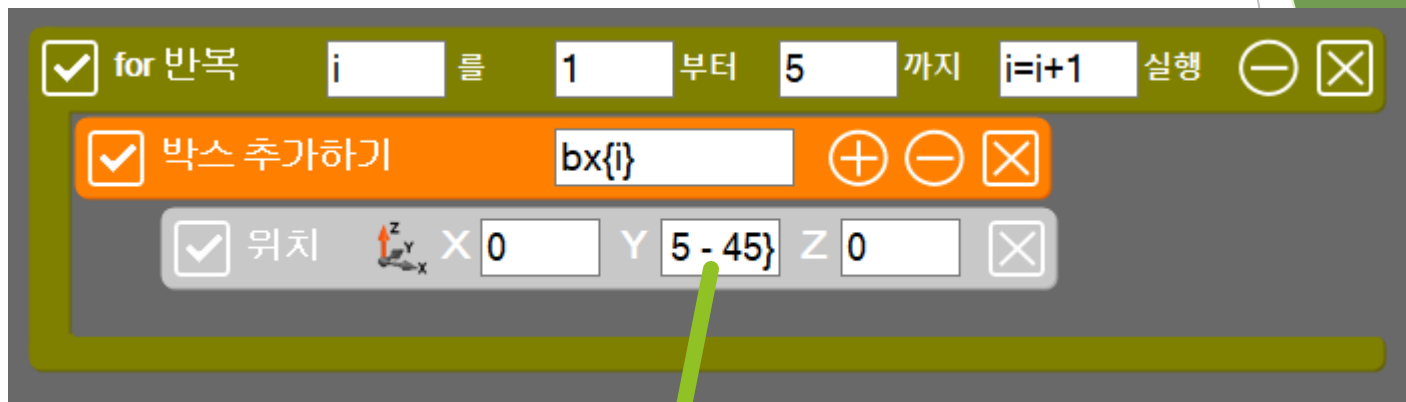 for 반복 i 를 1 부터 5 까지 i=i+1 실행
박스 추가하기 bx{i}
위치 Z Y X X 0 Y 5 - 45} Z 0